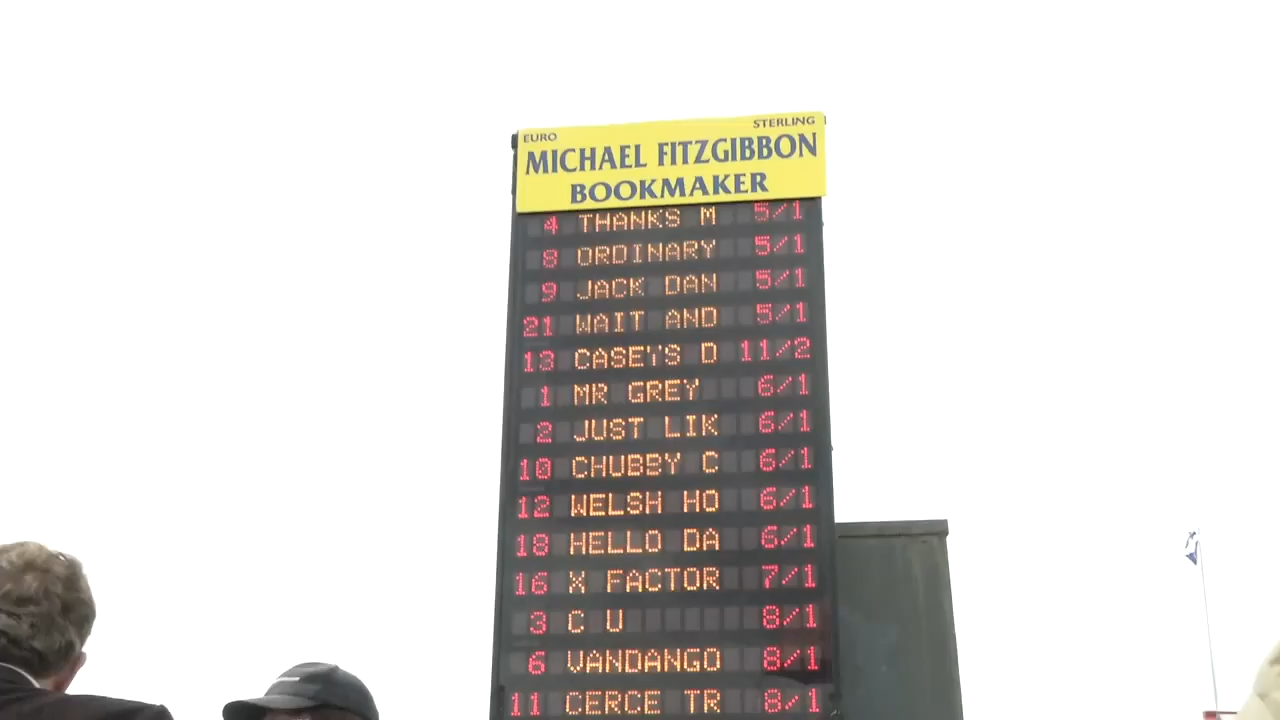 EURO STERLING
MICHAEL FITZGIBBON
BOOKMAKER
4 THANKS M 5/1
8 ORDINARY 5/1
9 JACK DAN 5/1
21 WAIT AND 5/1
13 CASEY'S D 11/2
1 MR GREY 6/1
2 JUST LIK 6/1
10 CHUBBY C 6/1
12 WELSH HO 6/1
18 HELLO DA 6/1
16 X FACTOR 7/1
3 C U 8/1
6 VANDANGO 8/1
11 CERCE TR 8/1